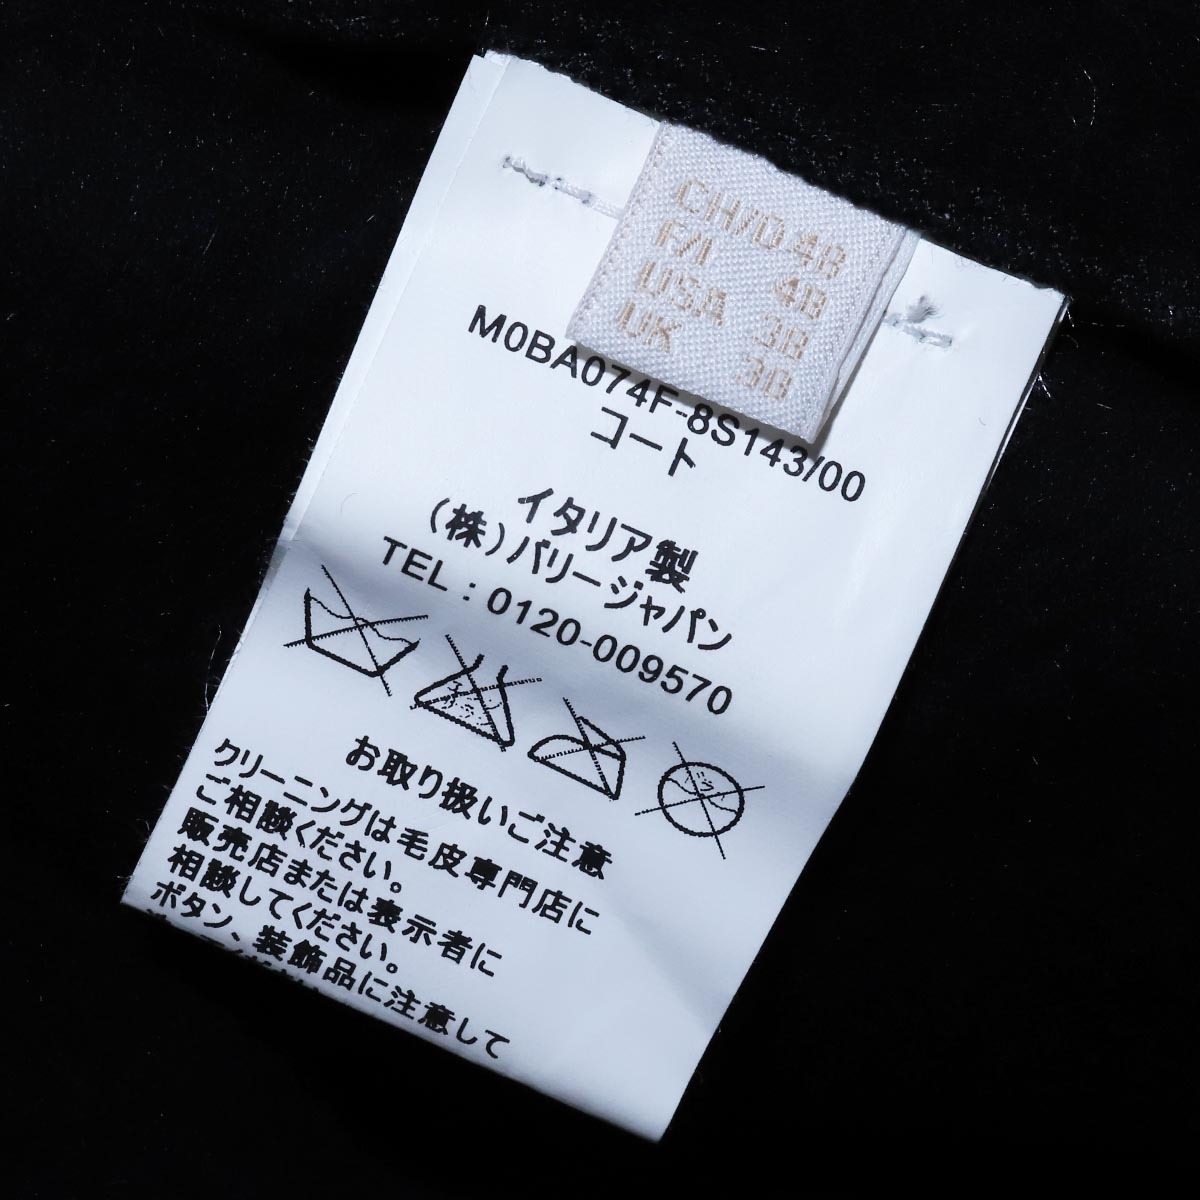 CH/D 48
F/I 48
USA 38
UK 38
M0BA074F-8S143/00
コート
イタリア製
(株)バリージャパン
TEL : 0120-009570
お取り扱いご注意
クリーニングは毛皮専門店に
ご相談ください。
販売店または表示者に
相談してください。
ボタン、装飾品に注意して